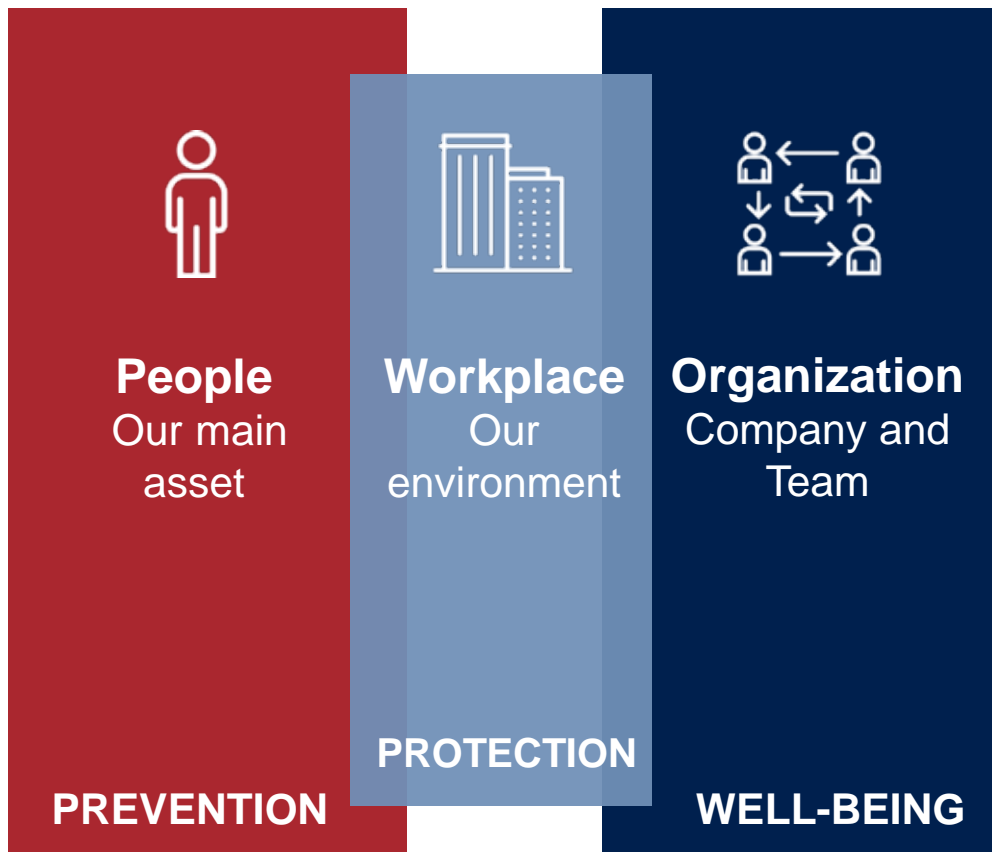 People
Our main
asset
PREVENTION
Workplace
Our
environment
PROTECTION
Organization
Company and
Team
WELL-BEING